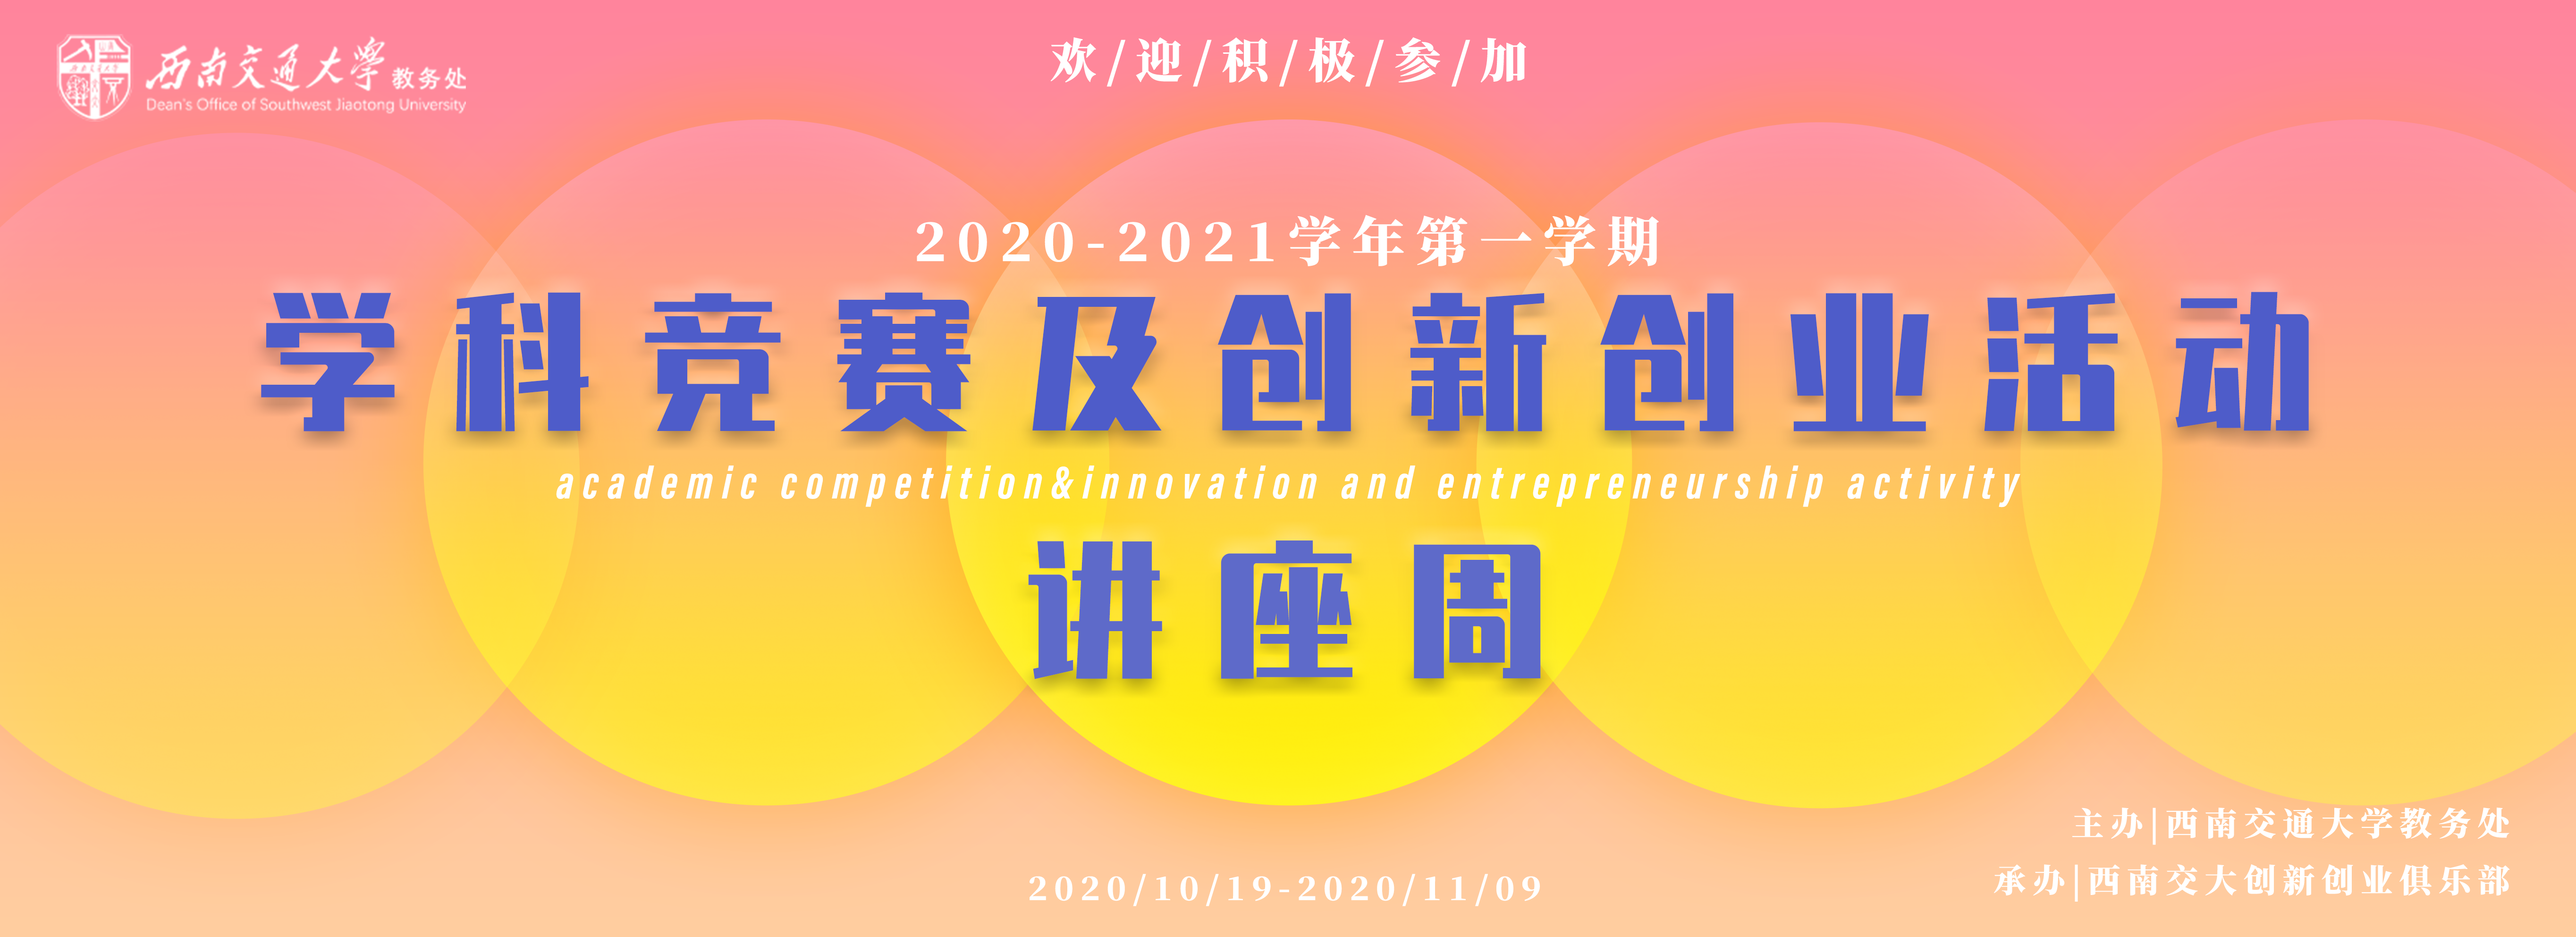 西南交通大学教务处
Dean's Office of Southwest Jiaotong University
欢/迎/积/极/参/加
2020-2021学年第一学期
学科竞赛及创新创业活动
academic competition&innovation and entrepreneurship activity
讲座周
主办|西南交通大学教务处
承办|西南交大创新创业俱乐部
2020/10/19-2020/11/09